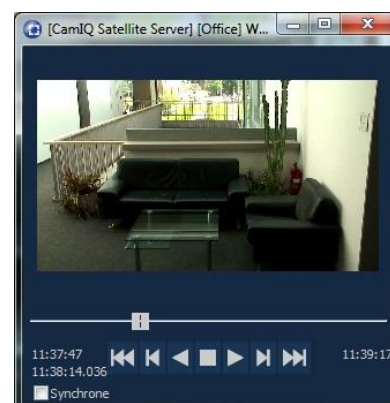 [CamIQ Satellite Server] [Office] W...
11:37:47
11:39:17
11:38:14.036
Synchrone